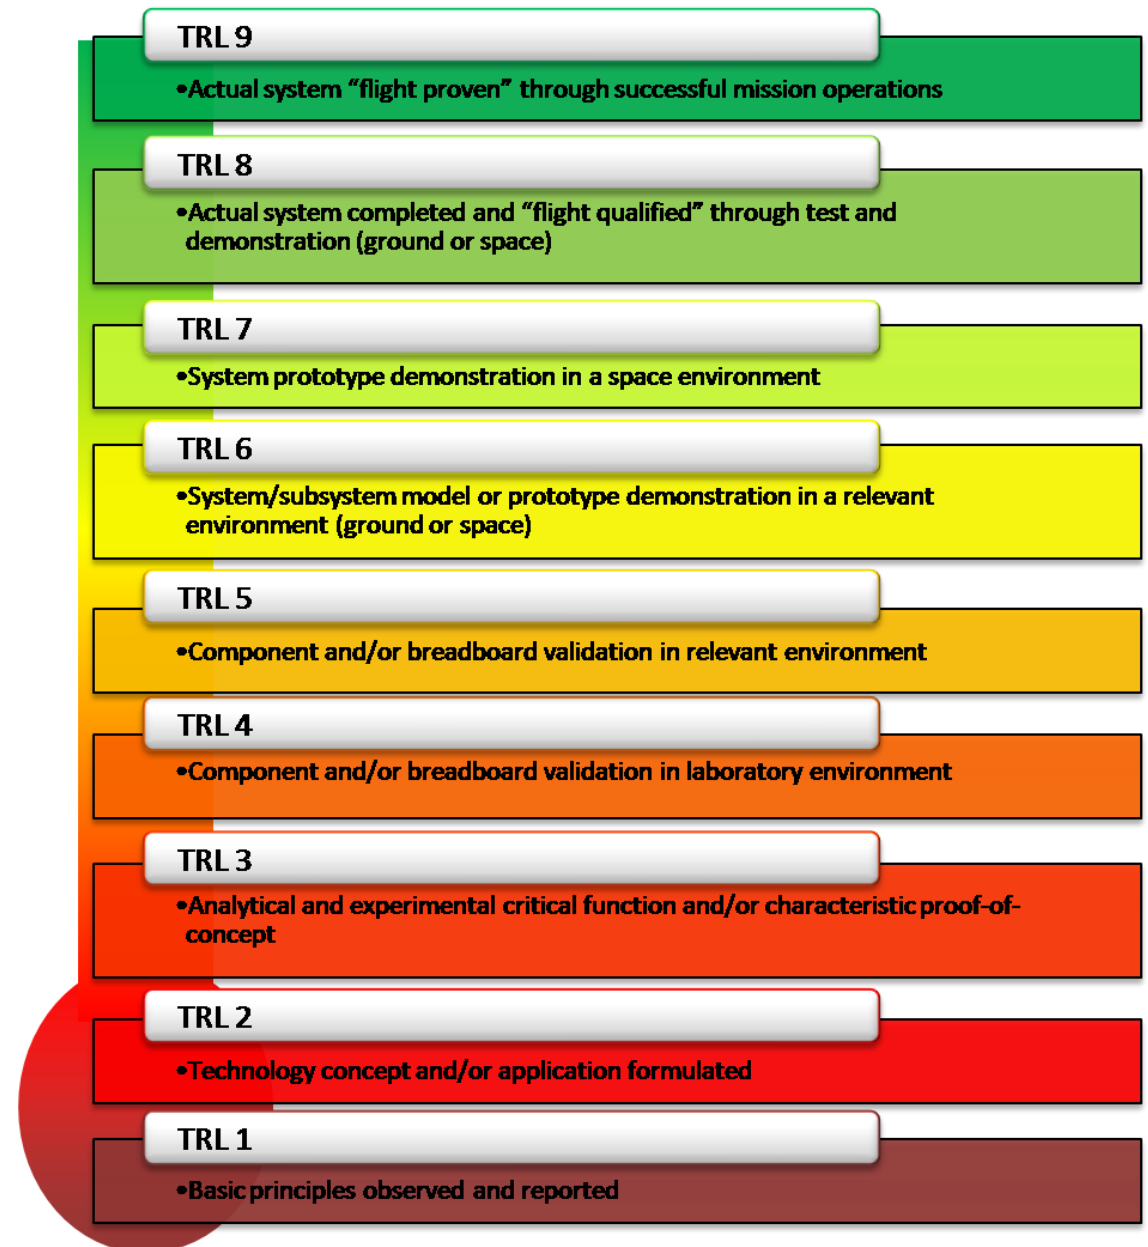 TRL 9
•Actual system “flight proven” through successful mission operations
TRL 8
•Actual system completed and “flight qualified” through test and
demonstration (ground or space)
TRL 7
•System prototype demonstration in a space environment
TRL 6
•System/subsystem model or prototype demonstration in a relevant
environment (ground or space)
TRL 5
•Component and/or breadboard validation in relevant environment
TRL 4
•Component and/or breadboard validation in laboratory environment
TRL 3
•Analytical and experimental critical function and/or characteristic proof-of-
concept
TRL 2
•Technology concept and/or application formulated
TRL 1
•Basic principles observed and reported